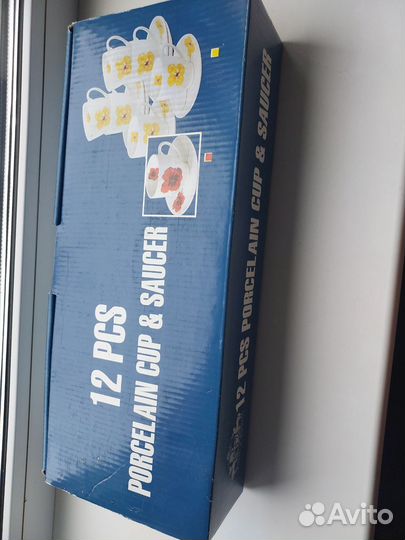 12 PCS
PORCELAIN CUP & SAUCER
12 PCS PORCELAIN CUP & SAUCER
Avito